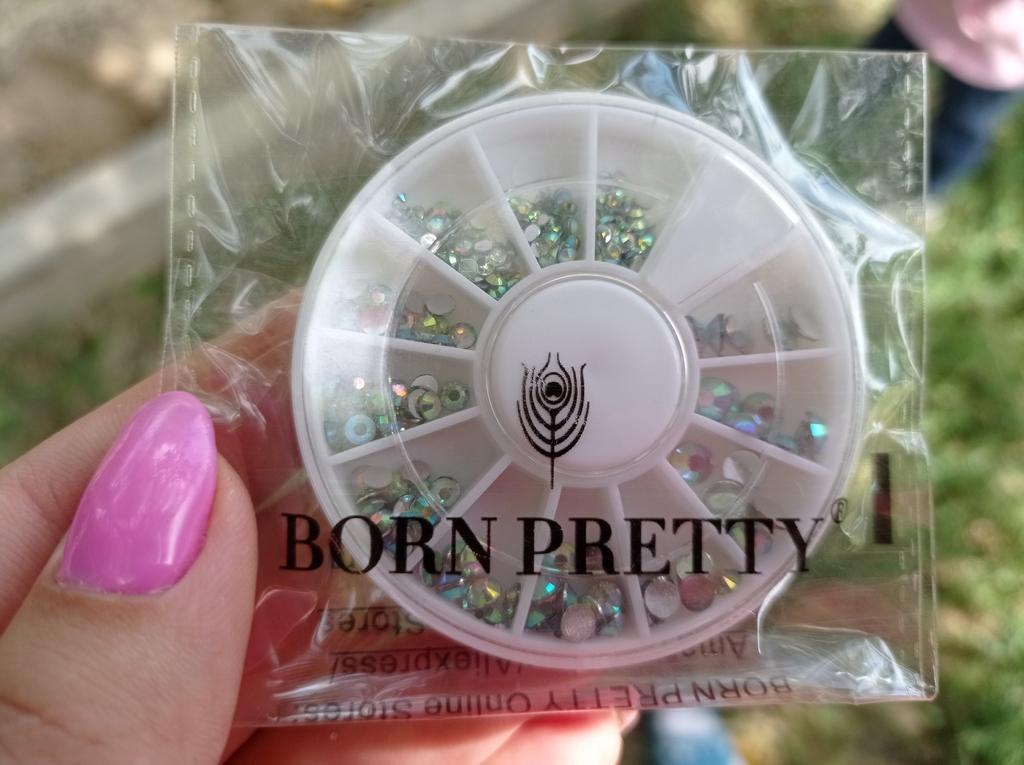 BORN PRETTY®
Stores
/Aliexpress/
BORN PRETTY Online Stores: